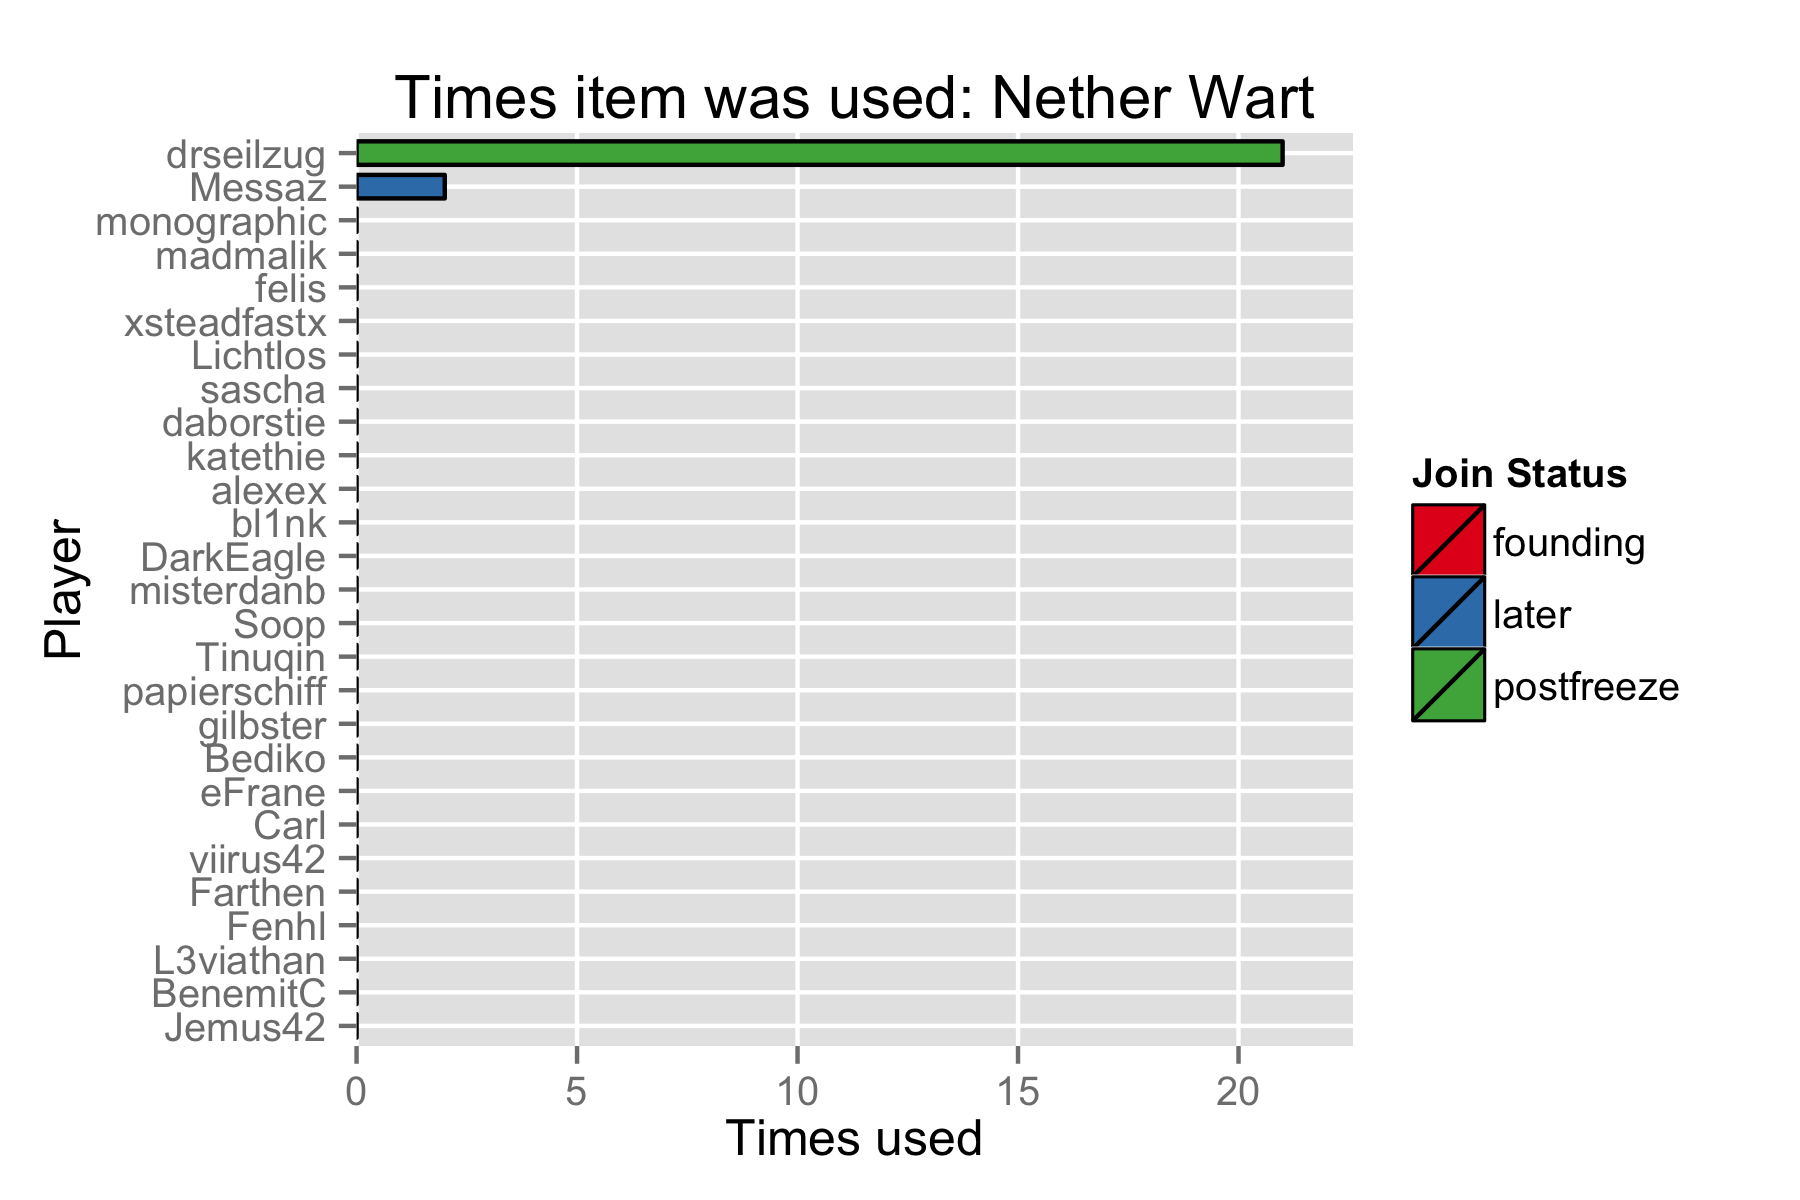 Times item was used: Nether Wart
drseilzug
Messaz
monographic
madmalik
felis
xsteadfastx
Lichtlos
sascha
daborstie
katethie
alexex
bl1nk
DarkEagle
misterdanb
Soop
Tinuqin
papierschiff
gilbster
Bediko
eFrane
Carl
viirus42
Farthen
Fenhl
L3viathan
BenemitC
Jemus42
Player
0 5 10 15 20
Times used
Join Status
founding
later
postfreeze